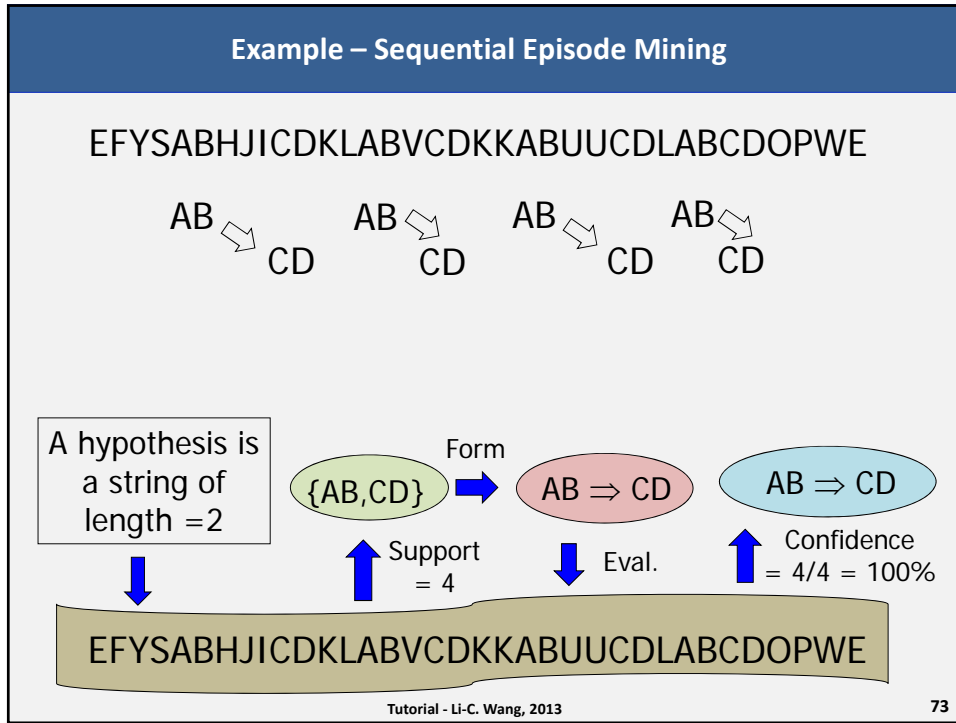 Example – Sequential Episode Mining
EFYSABHJICDKLABVCDKKABUUCDLABCDOPWE
AB AB AB AB
CD CD CD CD
A hypothesis is
a string of
length =2
{AB,CD}
Form
AB ⇒ CD
AB ⇒ CD
Support
= 4
Eval.
Confidence
= 4/4 = 100%
EFYSABHJICDKLABVCDKKABUUCDLABCDOPWE
Tutorial - Li-C. Wang, 2013
73